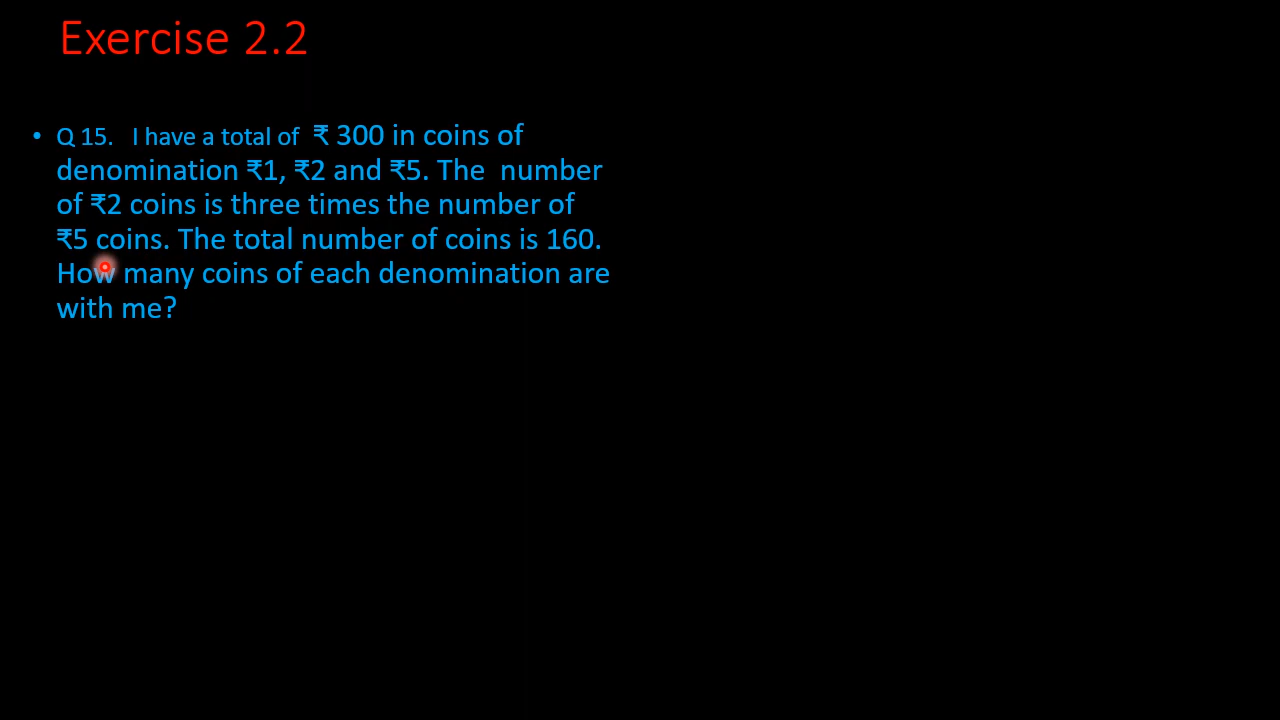 Exercise 2.2
• Q 15. I have a total of ₹ 300 in coins of
denomination ₹1, ₹2 and ₹5. The number
of ₹2 coins is three times the number of
₹5 coins. The total number of coins is 160.
How many coins of each denomination are
with me?